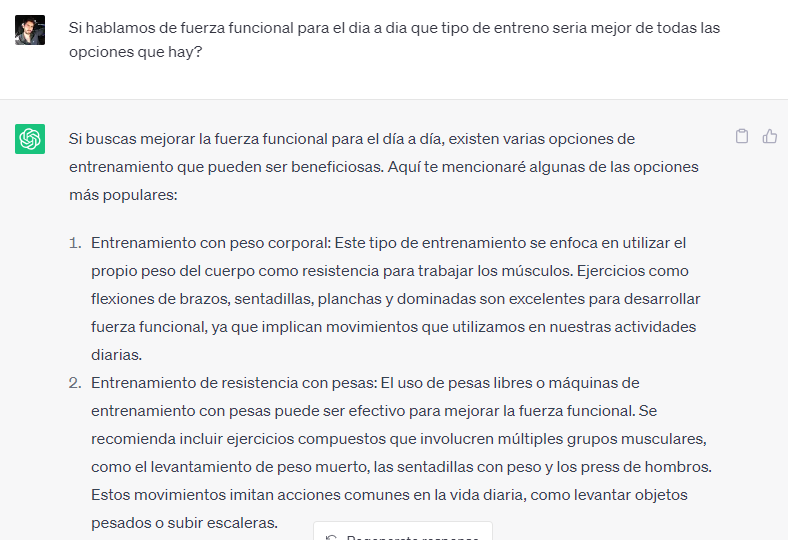 Si hablamos de fuerza funcional para el dia a dia que tipo de entreno seria mejor de todas las
opciones que hay?
Si buscas mejorar la fuerza funcional para el día a día, existen varias opciones de
entrenamiento que pueden ser beneficiosas. Aquí te mencionaré algunas de las opciones
más populares:
1. Entrenamiento con peso corporal: Este tipo de entrenamiento se enfoca en utilizar el
propio peso del cuerpo como resistencia para trabajar los músculos. Ejercicios como
flexiones de brazos, sentadillas, planchas y dominadas son excelentes para desarrollar
fuerza funcional, ya que implican movimientos que utilizamos en nuestras actividades
diarias.
2. Entrenamiento de resistencia con pesas: El uso de pesas libres o máquinas de
entrenamiento con pesas puede ser efectivo para mejorar la fuerza funcional. Se
recomienda incluir ejercicios compuestos que involucren múltiples grupos musculares,
como el levantamiento de peso muerto, las sentadillas con peso y los press de hombros.
Estos movimientos imitan acciones comunes en la vida diaria, como levantar objetos
pesados o subir escaleras.
Regenerate response